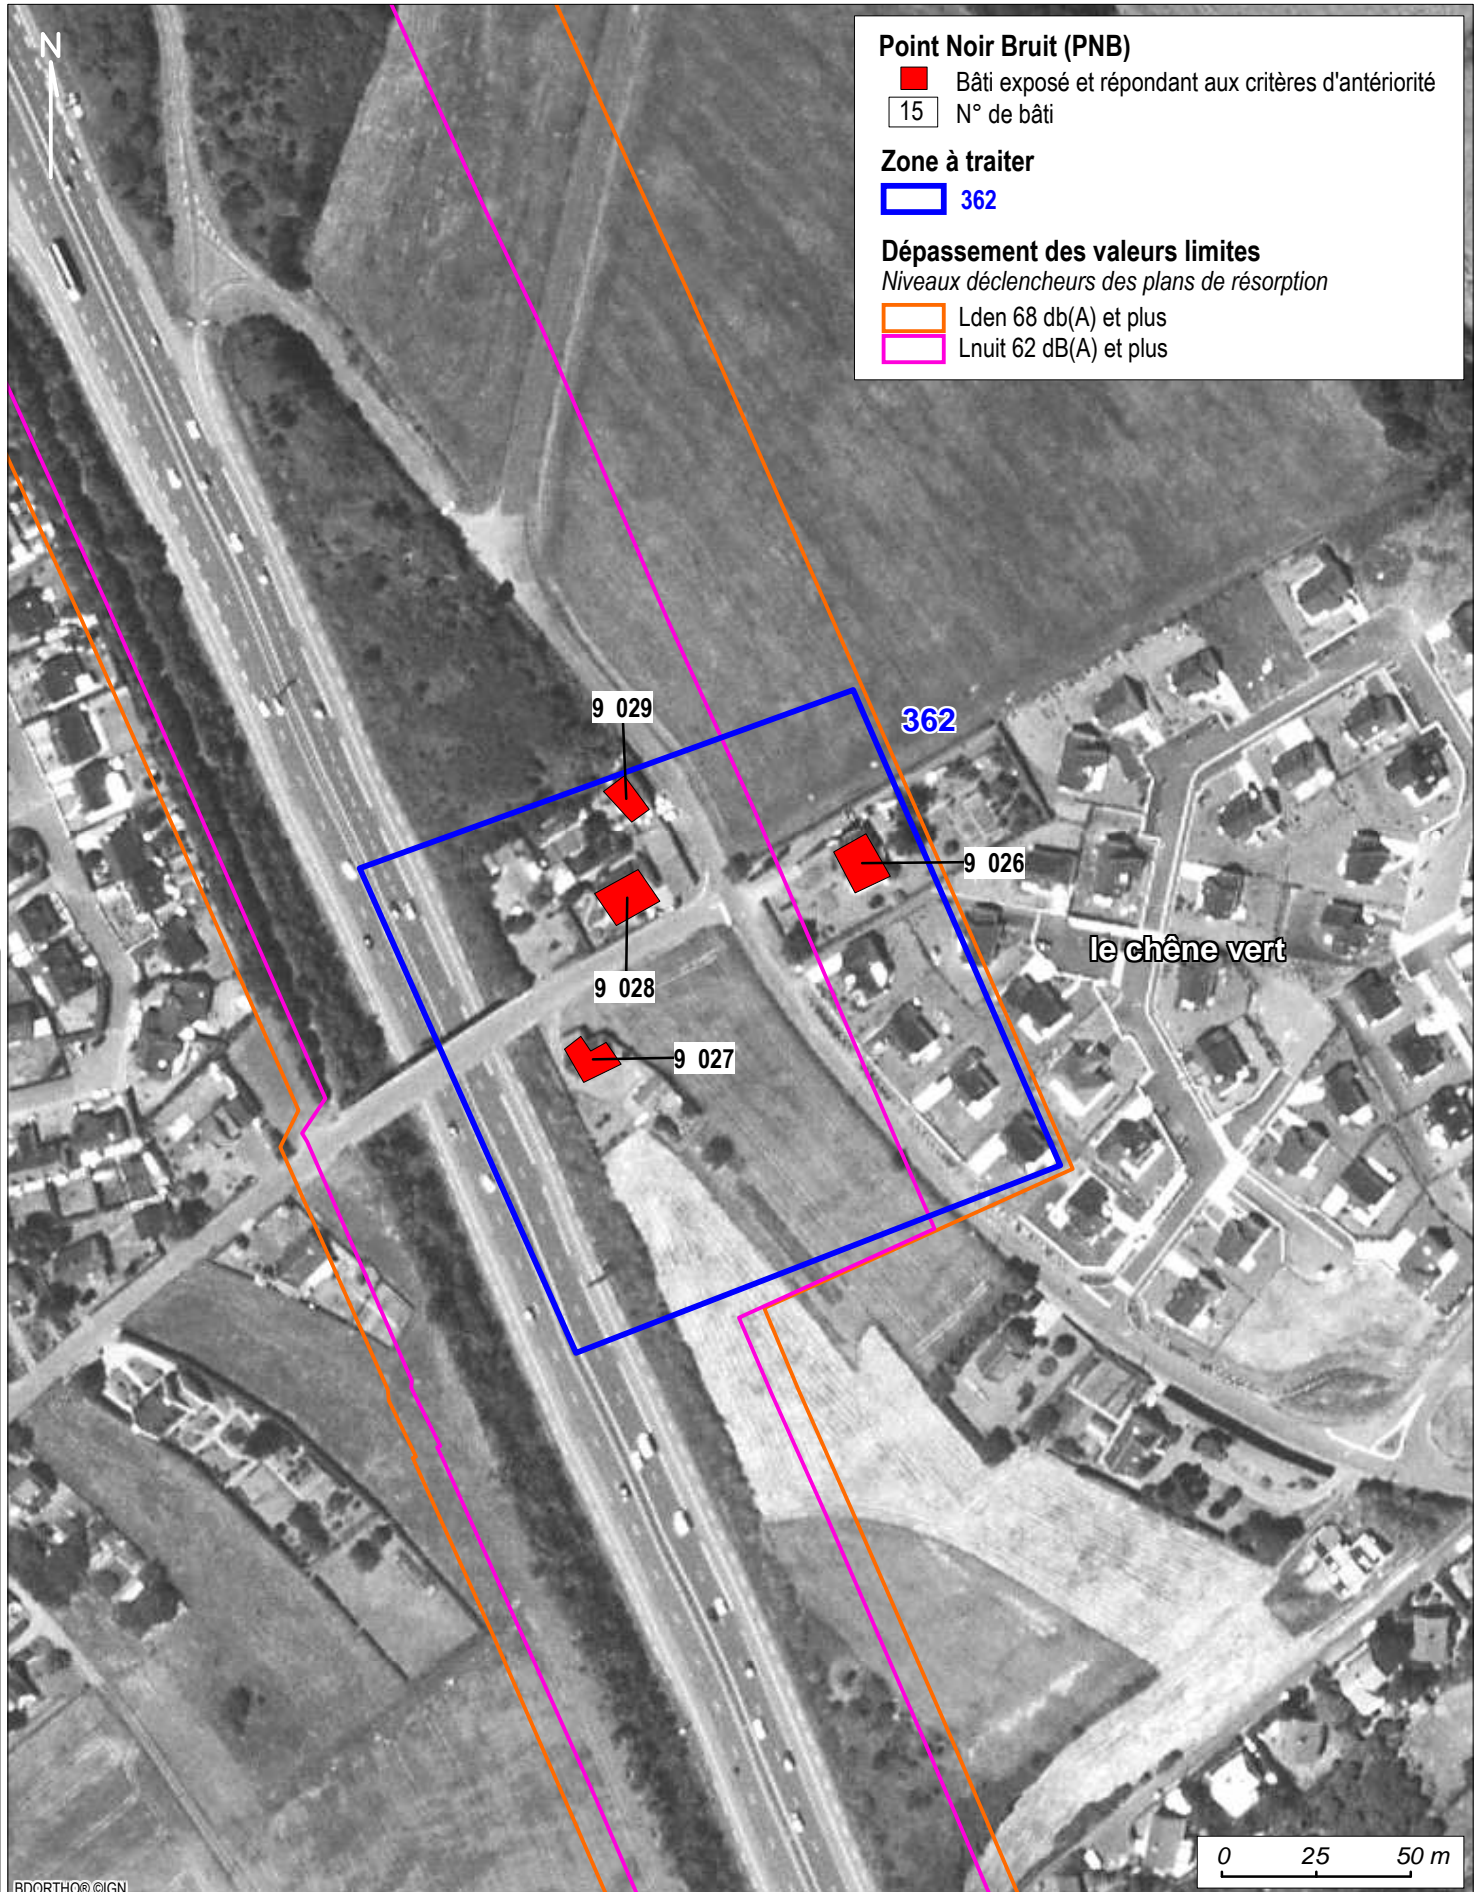 N
Point Noir Bruit (PNB)
Bâti exposé et répondant aux critères d'antériorité
15 N° de bâti
Zone à traiter
362
Dépassement des valeurs limites
Niveaux déclencheurs des plans de résorption
Lden 68 db(A) et plus
Lnuit 62 dB(A) et plus
9 029
362
9 026
le chêne vert
9 028
9 027
0 25 50 m
BDORTHO® ©IGN